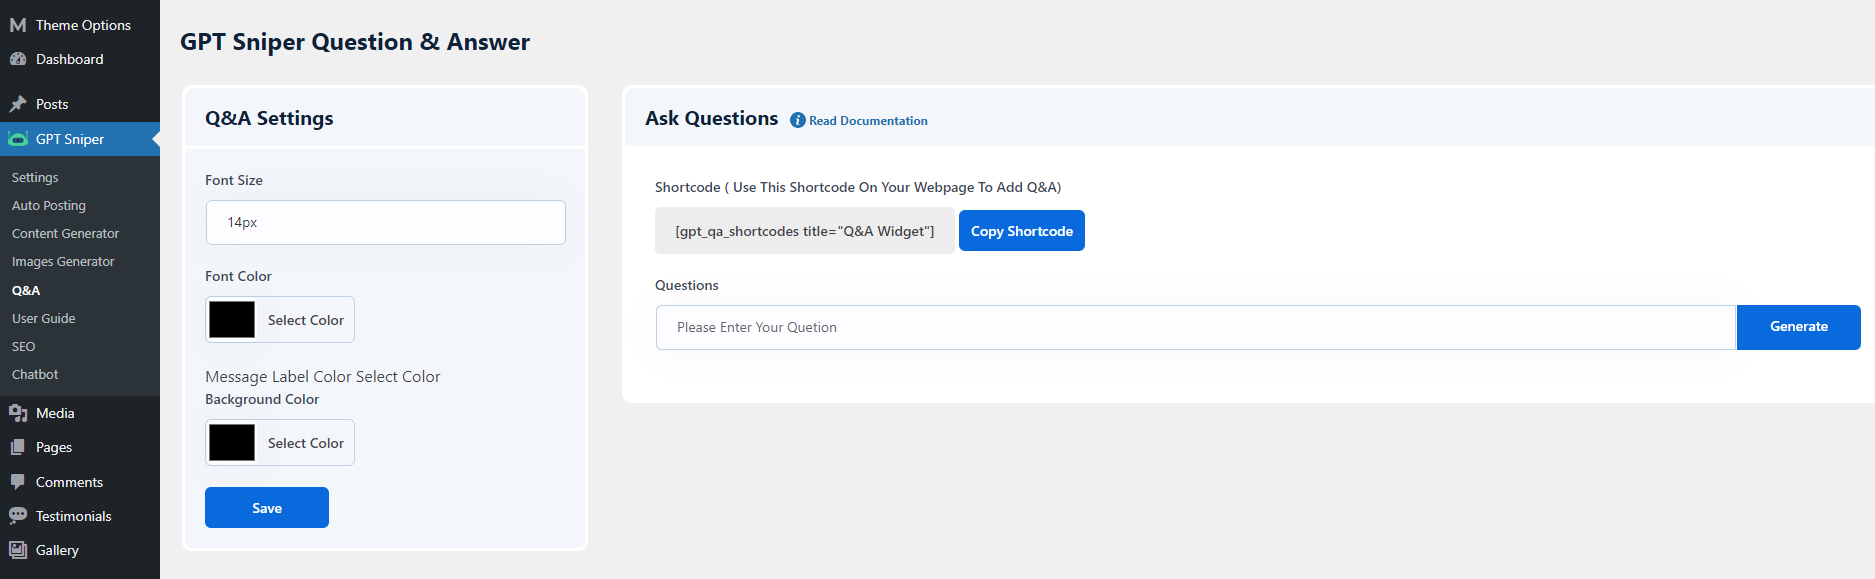 Theme Options
Dashboard
Posts
GPT Sniper
Settings
Auto Posting
Content Generator
Images Generator
Q&A
User Guide
SEO
Chatbot
Media
Pages
Comments
Testimonials
Gallery
GPT Sniper Question & Answer
Q&A Settings
Font Size
14px
Font Color
Select Color
Message Label Color Select Color
Background Color
Select Color
Save
Ask Questions Read Documentation
Shortcode ( Use This Shortcode On Your Webpage To Add Q&A)
[gpt_qa_shortcodes title="Q&A Widget"] Copy Shortcode
Questions
Please Enter Your Quetion Generate